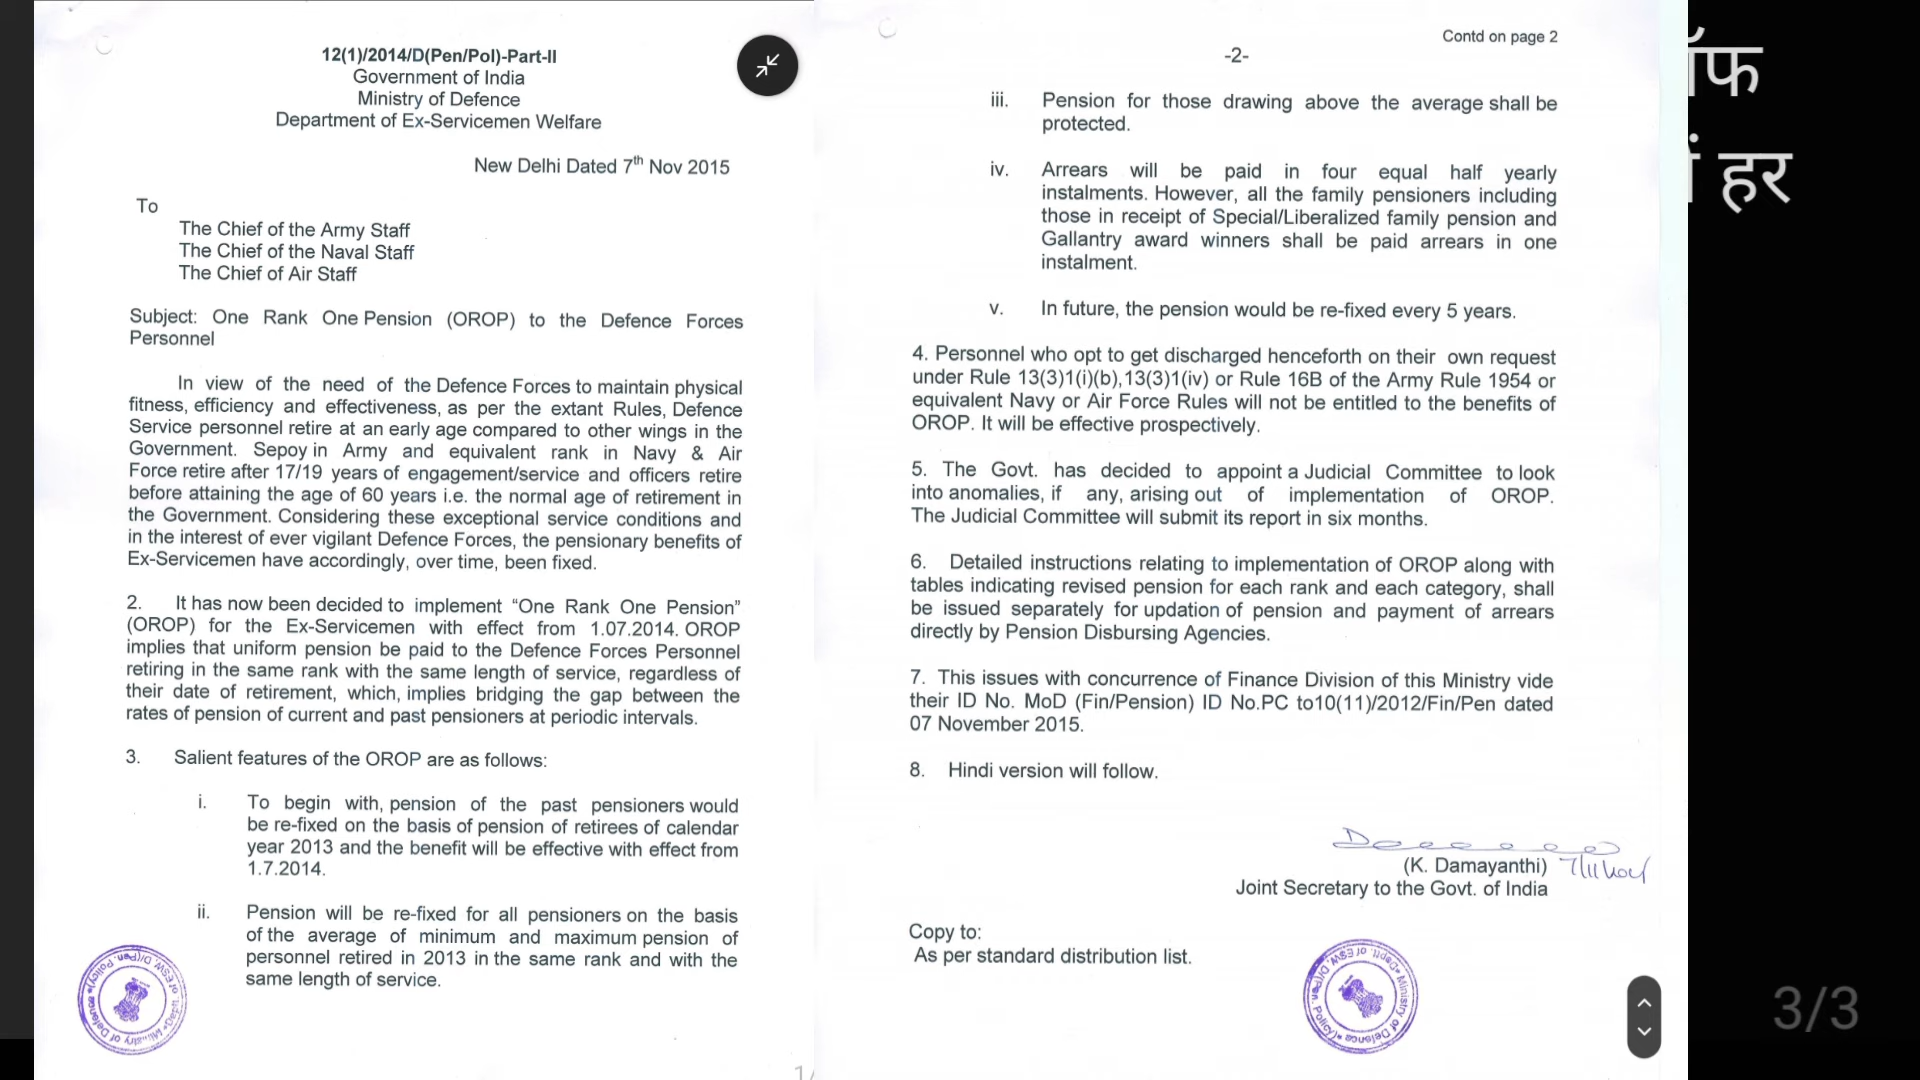 12(1)/2014/D(Pen/Pol)-Part-II
Government of India
Ministry of Defence
Department of Ex-Servicemen Welfare
New Delhi Dated 7th Nov 2015
To
The Chief of the Army Staff
The Chief of the Naval Staff
The Chief of Air Staff
Subject: One Rank One Pension (OROP) to the Defence Forces
Personnel
In view of the need of the Defence Forces to maintain physical
fitness, efficiency and effectiveness, as per the extant Rules, Defence
Service personnel retire at an early age compared to other wings in the
Government. Sepoy in Army and equivalent rank in Navy & Air
Force retire after 17/19 years of engagement/service and officers retire
before attaining the age of 60 years i.e. the normal age of retirement in
the Government. Considering these exceptional service conditions and
in the interest of ever vigilant Defence Forces, the pensionary benefits of
Ex-Servicemen have accordingly, over time, been fixed.
2. It has now been decided to implement “One Rank One Pension”
(OROP) for the Ex-Servicemen with effect from 1.07.2014. OROP
implies that uniform pension be paid to the Defence Forces Personnel
retiring in the same rank with the same length of service, regardless of
their date of retirement, which, implies bridging the gap between the
rates of pension of current and past pensioners at periodic intervals.
3. Salient features of the OROP are as follows:
i. To begin with, pension of the past pensioners would
be re-fixed on the basis of pension of retirees of calendar
year 2013 and the benefit will be effective with effect from
1.7.2014.
ii. Pension will be re-fixed for all pensioners on the basis
of the average of minimum and maximum pension of
personnel retired in 2013 in the same rank and with the
same length of service.
Contd on page 2
-2-
iii. Pension for those drawing above the average shall be
protected.
iv. Arrears will be paid in four equal half yearly
instalments. However, all the family pensioners including
those in receipt of Special/Liberalized family pension and
Gallantry award winners shall be paid arrears in one
instalment.
v. In future, the pension would be re-fixed every 5 years.
4. Personnel who opt to get discharged henceforth on their own request
under Rule 13(3)1(i)(b),13(3)1(iv) or Rule 16B of the Army Rule 1954 or
equivalent Navy or Air Force Rules will not be entitled to the benefits of
OROP. It will be effective prospectively.
5. The Govt. has decided to appoint a Judicial Committee to look
into anomalies, if any, arising out of implementation of OROP.
The Judicial Committee will submit its report in six months.
6. Detailed instructions relating to implementation of OROP along with
tables indicating revised pension for each rank and each category, shall
be issued separately for updation of pension and payment of arrears
directly by Pension Disbursing Agencies.
7. This issues with concurrence of Finance Division of this Ministry vide
their ID No. MoD (Fin/Pension) ID No.PC to10(11)/2012/Fin/Pen dated
07 November 2015.
8. Hindi version will follow.
(K. Damayanthi)
Joint Secretary to the Govt. of India
Copy to:
As per standard distribution list.
हर
3/3